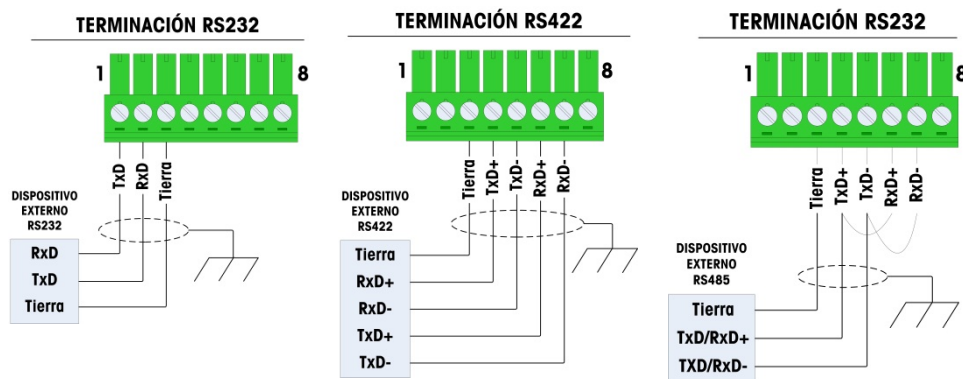 TERMINACIÓN RS232
1
8
TxD
RxD
Tierra
DISPOSITIVO
EXTERNO
RS232
RxD
TxD
Tierra
TERMINACIÓN RS422
1
8
Tierra
TxD+
TxD-
RxD+
RxD-
DISPOSITIVO
EXTERNO
RS422
Tierra
RxD+
RxD-
TxD+
TxD-
TERMINACIÓN RS232
1
8
Tierra
TxD+
TxD-
RxD+
RxD-
DISPOSITIVO
EXTERNO
RS485
Tierra
TxD/RxD+
TXD/RxD-